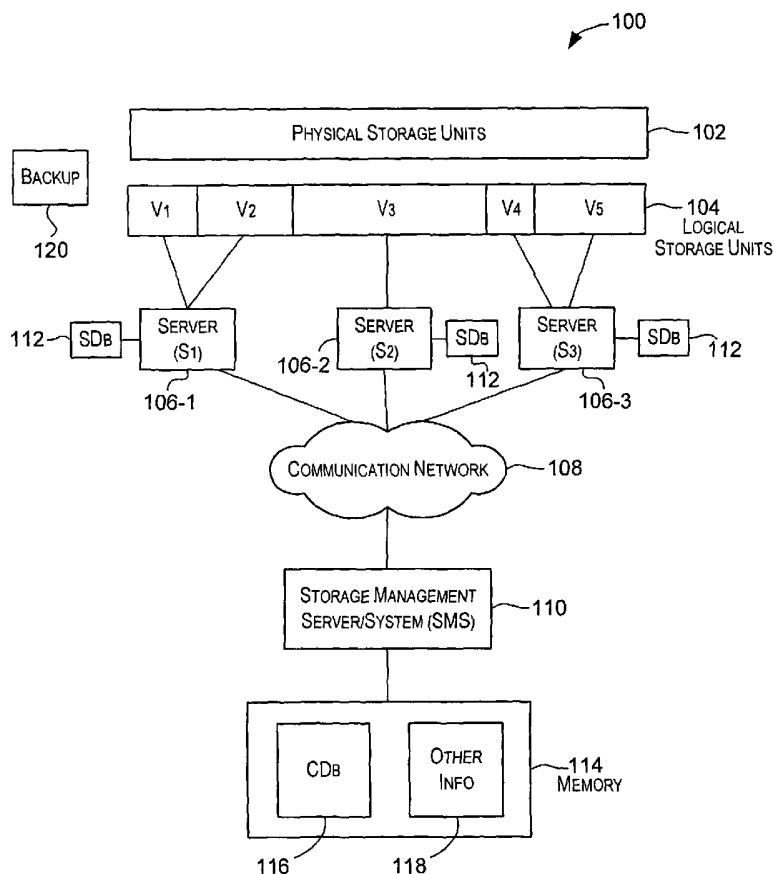 100
PHYSICAL STORAGE UNITS
102
BACKUP
120
V1
V2
V3
V4
V5
104
LOGICAL
STORAGE UNITS
112
SDB
SERVER
(S1)
106-1
106-2
SERVER
(S2)
SDB
112
SERVER
(S3)
106-3
SDB
112
COMMUNICATION NETWORK
108
STORAGE MANAGEMENT
SERVER/SYSTEM (SMS)
110
CDB
116
OTHER
INFO
118
114
MEMORY